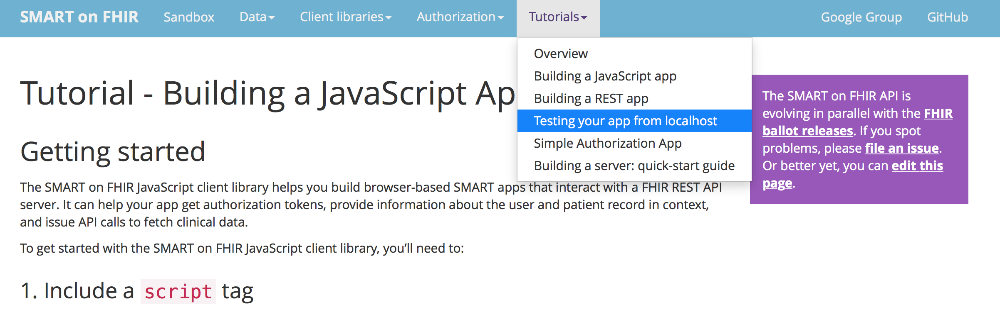 SMART on FHIR Sandbox Data Client libraries Authorization Tutorials Google Group GitHub
Overview
Building a JavaScript app
Building a REST app
Testing your app from localhost
Simple Authorization App
Building a server: quick-start guide
Tutorial - Building a JavaScript Ap
The SMART on FHIR API is
evolving in parallel with the FHIR
ballot releases. If you spot
problems, please file an issue.
Or better yet, you can edit this
page.
Getting started
The SMART on FHIR JavaScript client library helps you build browser-based SMART apps that interact with a FHIR REST API
server. It can help your app get authorization tokens, provide information about the user and patient record in context,
and issue API calls to fetch clinical data.
To get started with the SMART on FHIR JavaScript client library, you’ll need to:
1. Include a script tag